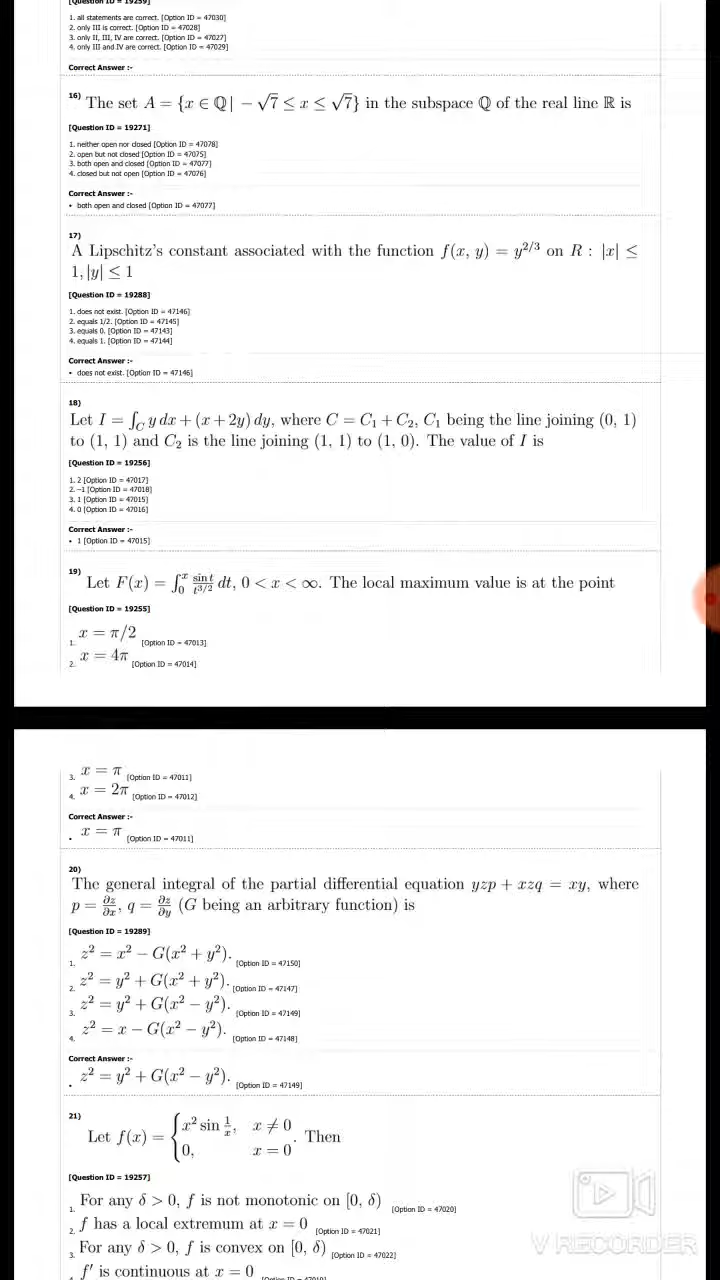 [Question ID = 19259]
1. all statements are correct. [Option ID = 47030]
2. only III is correct. [Option ID = 47028]
3. only II, III, IV are correct. [Option ID = 47027]
4. only III and IV are correct. [Option ID = 47029]
Correct Answer :-
16) The set A = {x ∈ ℚ | − √7 ≤ x ≤ √7} in the subspace ℚ of the real line ℝ is
[Question ID = 19271]
1. neither open nor closed [Option ID = 47078]
2. open but not closed [Option ID = 47075]
3. both open and closed [Option ID = 47077]
4. closed but not open [Option ID = 47076]
Correct Answer :-
• both open and closed [Option ID = 47077]
17)
A Lipschitz's constant associated with the function f(x, y) = y^{2/3} on R : |x| ≤
1, |y| ≤ 1
[Question ID = 19288]
1. does not exist. [Option ID = 47146]
2. equals 1/2. [Option ID = 47145]
3. equals 0. [Option ID = 47143]
4. equals 1. [Option ID = 47144]
Correct Answer :-
• does not exist. [Option ID = 47146]
18)
Let I = ∫_C y dx + (x + 2y) dy, where C = C₁ + C₂, C₁ being the line joining (0, 1)
to (1, 1) and C₂ is the line joining (1, 1) to (1, 0). The value of I is
[Question ID = 19256]
1. 2 [Option ID = 47017]
2. −1 [Option ID = 47018]
3. 1 [Option ID = 47015]
4. 0 [Option ID = 47016]
Correct Answer :-
• 1 [Option ID = 47015]
19) Let F(x) = ∫₀ˣ sin t / t^{3/2} dt, 0 < x < ∞. The local maximum value is at the point
[Question ID = 19255]
1. x = π/2 [Option ID = 47013]
2. x = 4π [Option ID = 47014]
3. x = π [Option ID = 47011]
4. x = 2π [Option ID = 47012]
Correct Answer :-
• x = π [Option ID = 47011]
20)
The general integral of the partial differential equation yzp + xzq = xy, where
p = ∂z/∂x, q = ∂z/∂y (G being an arbitrary function) is
[Question ID = 19289]
1. z² = x² − G(x² + y²). [Option ID = 47150]
2. z² = y² + G(x² + y²). [Option ID = 47147]
3. z² = y² + G(x² − y²). [Option ID = 47149]
4. z² = x − G(x² − y²). [Option ID = 47148]
Correct Answer :-
• z² = y² + G(x² − y²). [Option ID = 47149]
21)
Let f(x) = { x² sin 1/x, x ≠ 0
0, x = 0 . Then
[Question ID = 19257]
1. For any δ > 0, f is not monotonic on [0, δ) [Option ID = 47020]
2. f has a local extremum at x = 0 [Option ID = 47021]
3. For any δ > 0, f is convex on [0, δ) [Option ID = 47022]
V RECORDER
4. f′ is continuous at x = 0 [Option ID = 47019]